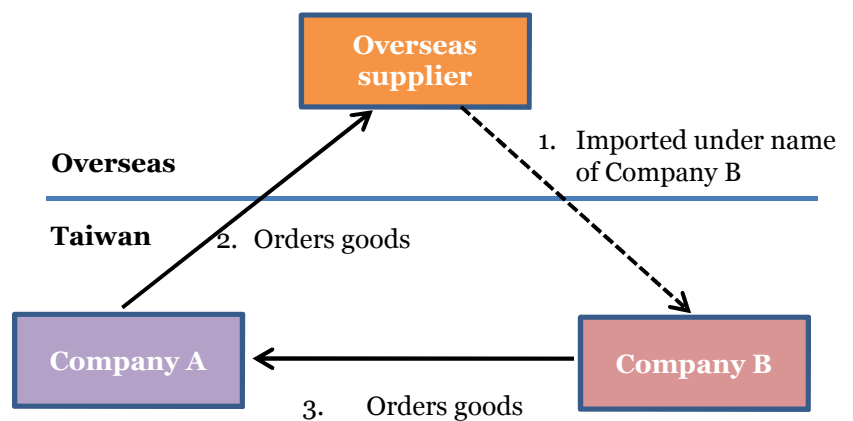 Overseas
supplier
1. Imported under name
of Company B
Overseas
Taiwan
2. Orders goods
Company A
Company B
3. Orders goods